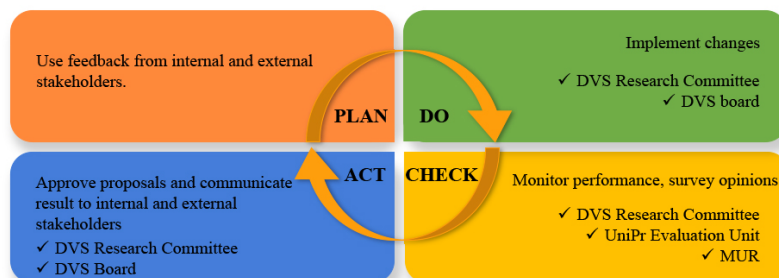 Use feedback from internal and external
stakeholders.
PLAN
Implement changes
✓ DVS Research Committee
✓ DVS board
DO
Approve proposals and communicate
result to internal and external
stakeholders
✓ DVS Research Committee
✓ DVS Board
ACT
CHECK
Monitor performance, survey opinions
✓ DVS Research Committee
✓ UniPr Evaluation Unit
✓ MUR